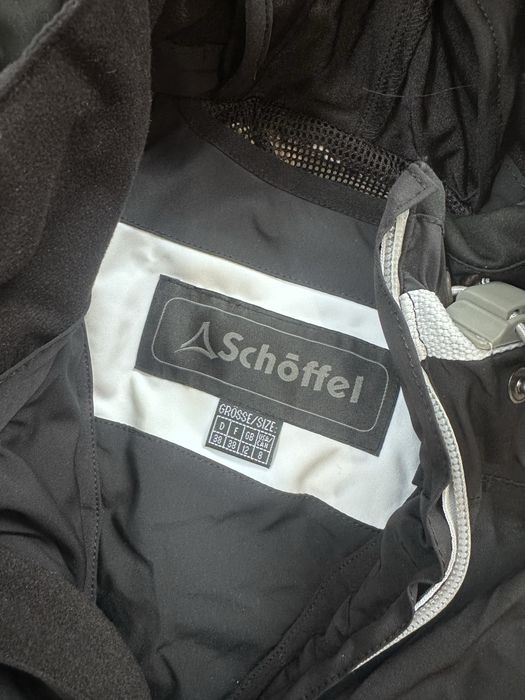 Schöffel
GRÖSSE/SIZE:
D F GB USA/CAN
38 38 12 8